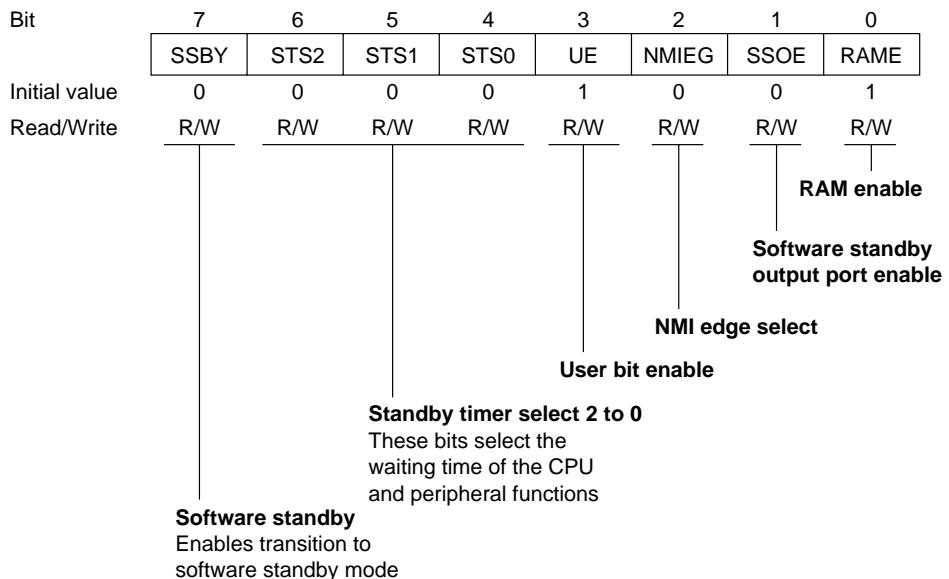 Bit 7 6 5 4 3 2 1 0
SSBY STS2 STS1 STS0 UE NMIEG SSOE RAME
Initial value 0 0 0 0 1 0 0 1
Read/Write R/W R/W R/W R/W R/W R/W R/W R/W
RAM enable
Software standby
output port enable
NMI edge select
User bit enable
Standby timer select 2 to 0
These bits select the
waiting time of the CPU
and peripheral functions
Software standby
Enables transition to
software standby mode